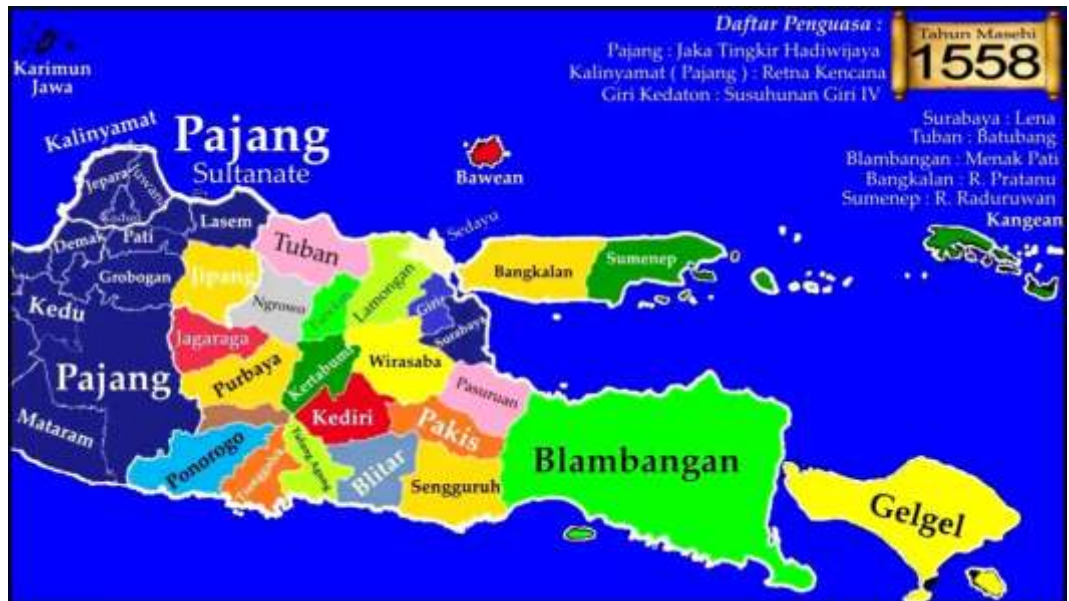 Daftar Penguasa :
Pajang : Jaka Tingkir Hadiwijaya
Kalinyamat ( Pajang ) : Retna Kencana
Giri Kedaton : Susuhunan Giri IV
Tahun Masehi
1558
Surabaya : Lena
Tuban : Batubang
Blambangan : Menak Pati
Bangkalan : R. Pratanu
Sumenep : R. Raduruwan
Karimun
Jawa
Kalinyamat
Pajang
Sultanate
Bawean
Kangean
Jepara
Juwana
Kudus
Lasem
Sedayu
Demak
Pati
Tuban
Grobogan
Jipang
Ngrowo
Lamongan
Giri
Surabaya
Bangkalan
Sumenep
Kedu
Jagaraga
Purbaya
Kertabumi
Wirasaba
Pajang
Pasuruan
Mataram
Kediri
Pakis
Ponorogo
Blitar
Sengguruh
Blambangan
Gelgel